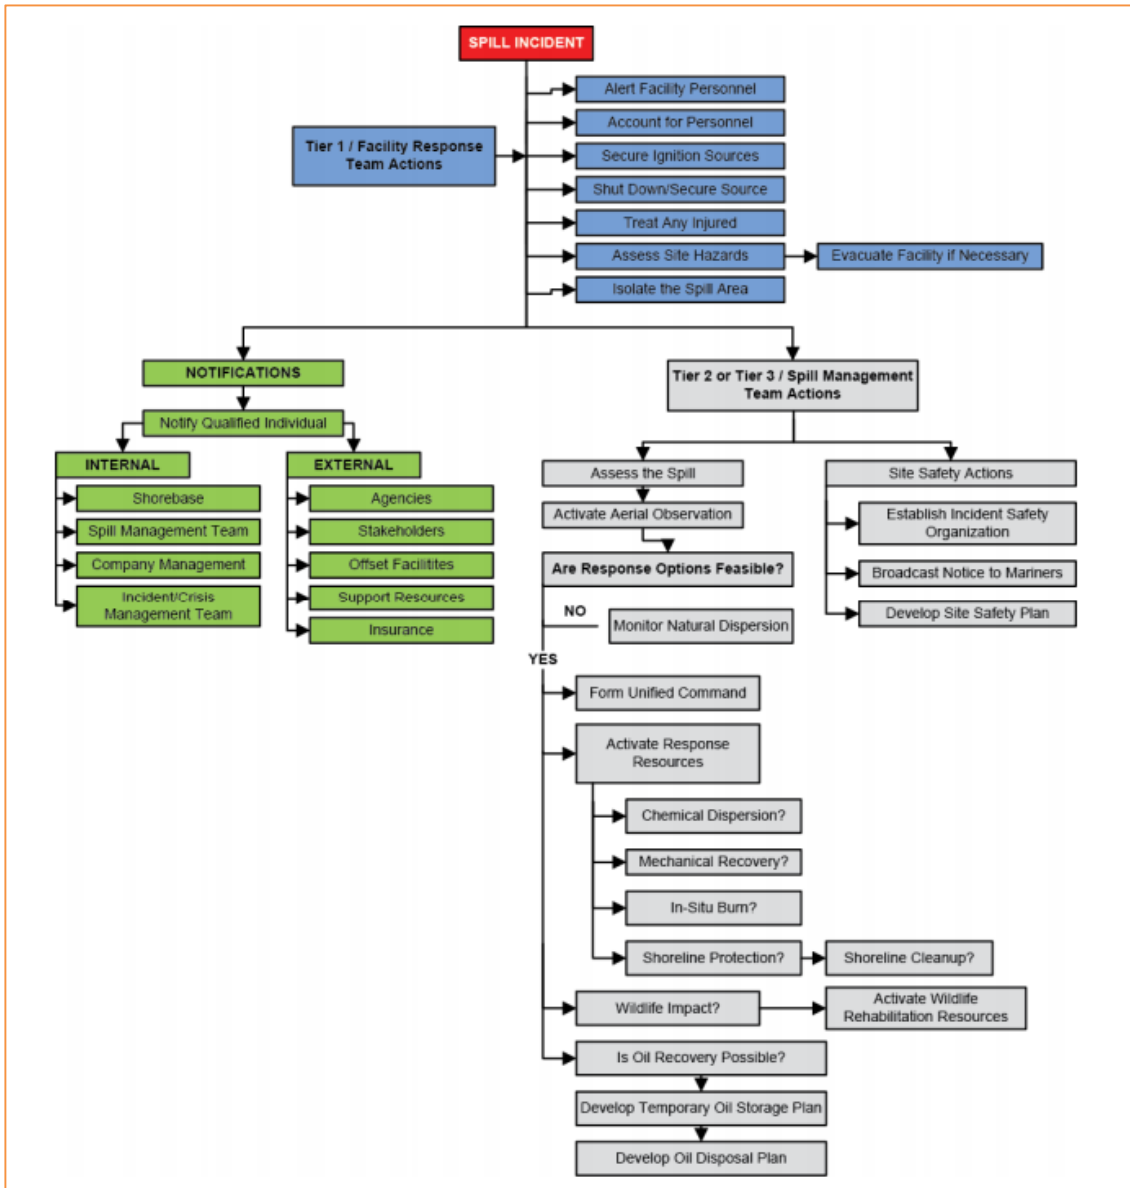 SPILL INCIDENT
Alert Facility Personnel
Account for Personnel
Tier 1 / Facility Response
Team Actions
Secure Ignition Sources
Shut Down/Secure Source
Treat Any Injured
Assess Site Hazards
Evacuate Facility if Necessary
Isolate the Spill Area
NOTIFICATIONS
Notify Qualified Individual
INTERNAL
Shorebase
Spill Management Team
Company Management
Incident/Crisis
Management Team
EXTERNAL
Agencies
Stakeholders
Offset Facilitites
Support Resources
Insurance
Tier 2 or Tier 3 / Spill Management
Team Actions
Assess the Spill
Activate Aerial Observation
Are Response Options Feasible?
NO
Monitor Natural Dispersion
YES
Site Safety Actions
Establish Incident Safety
Organization
Broadcast Notice to Mariners
Develop Site Safety Plan
Form Unified Command
Activate Response
Resources
Chemical Dispersion?
Mechanical Recovery?
In-Situ Burn?
Shoreline Protection?
Shoreline Cleanup?
Wildlife Impact?
Activate Wildlife
Rehabilitation Resources
Is Oil Recovery Possible?
Develop Temporary Oil Storage Plan
Develop Oil Disposal Plan